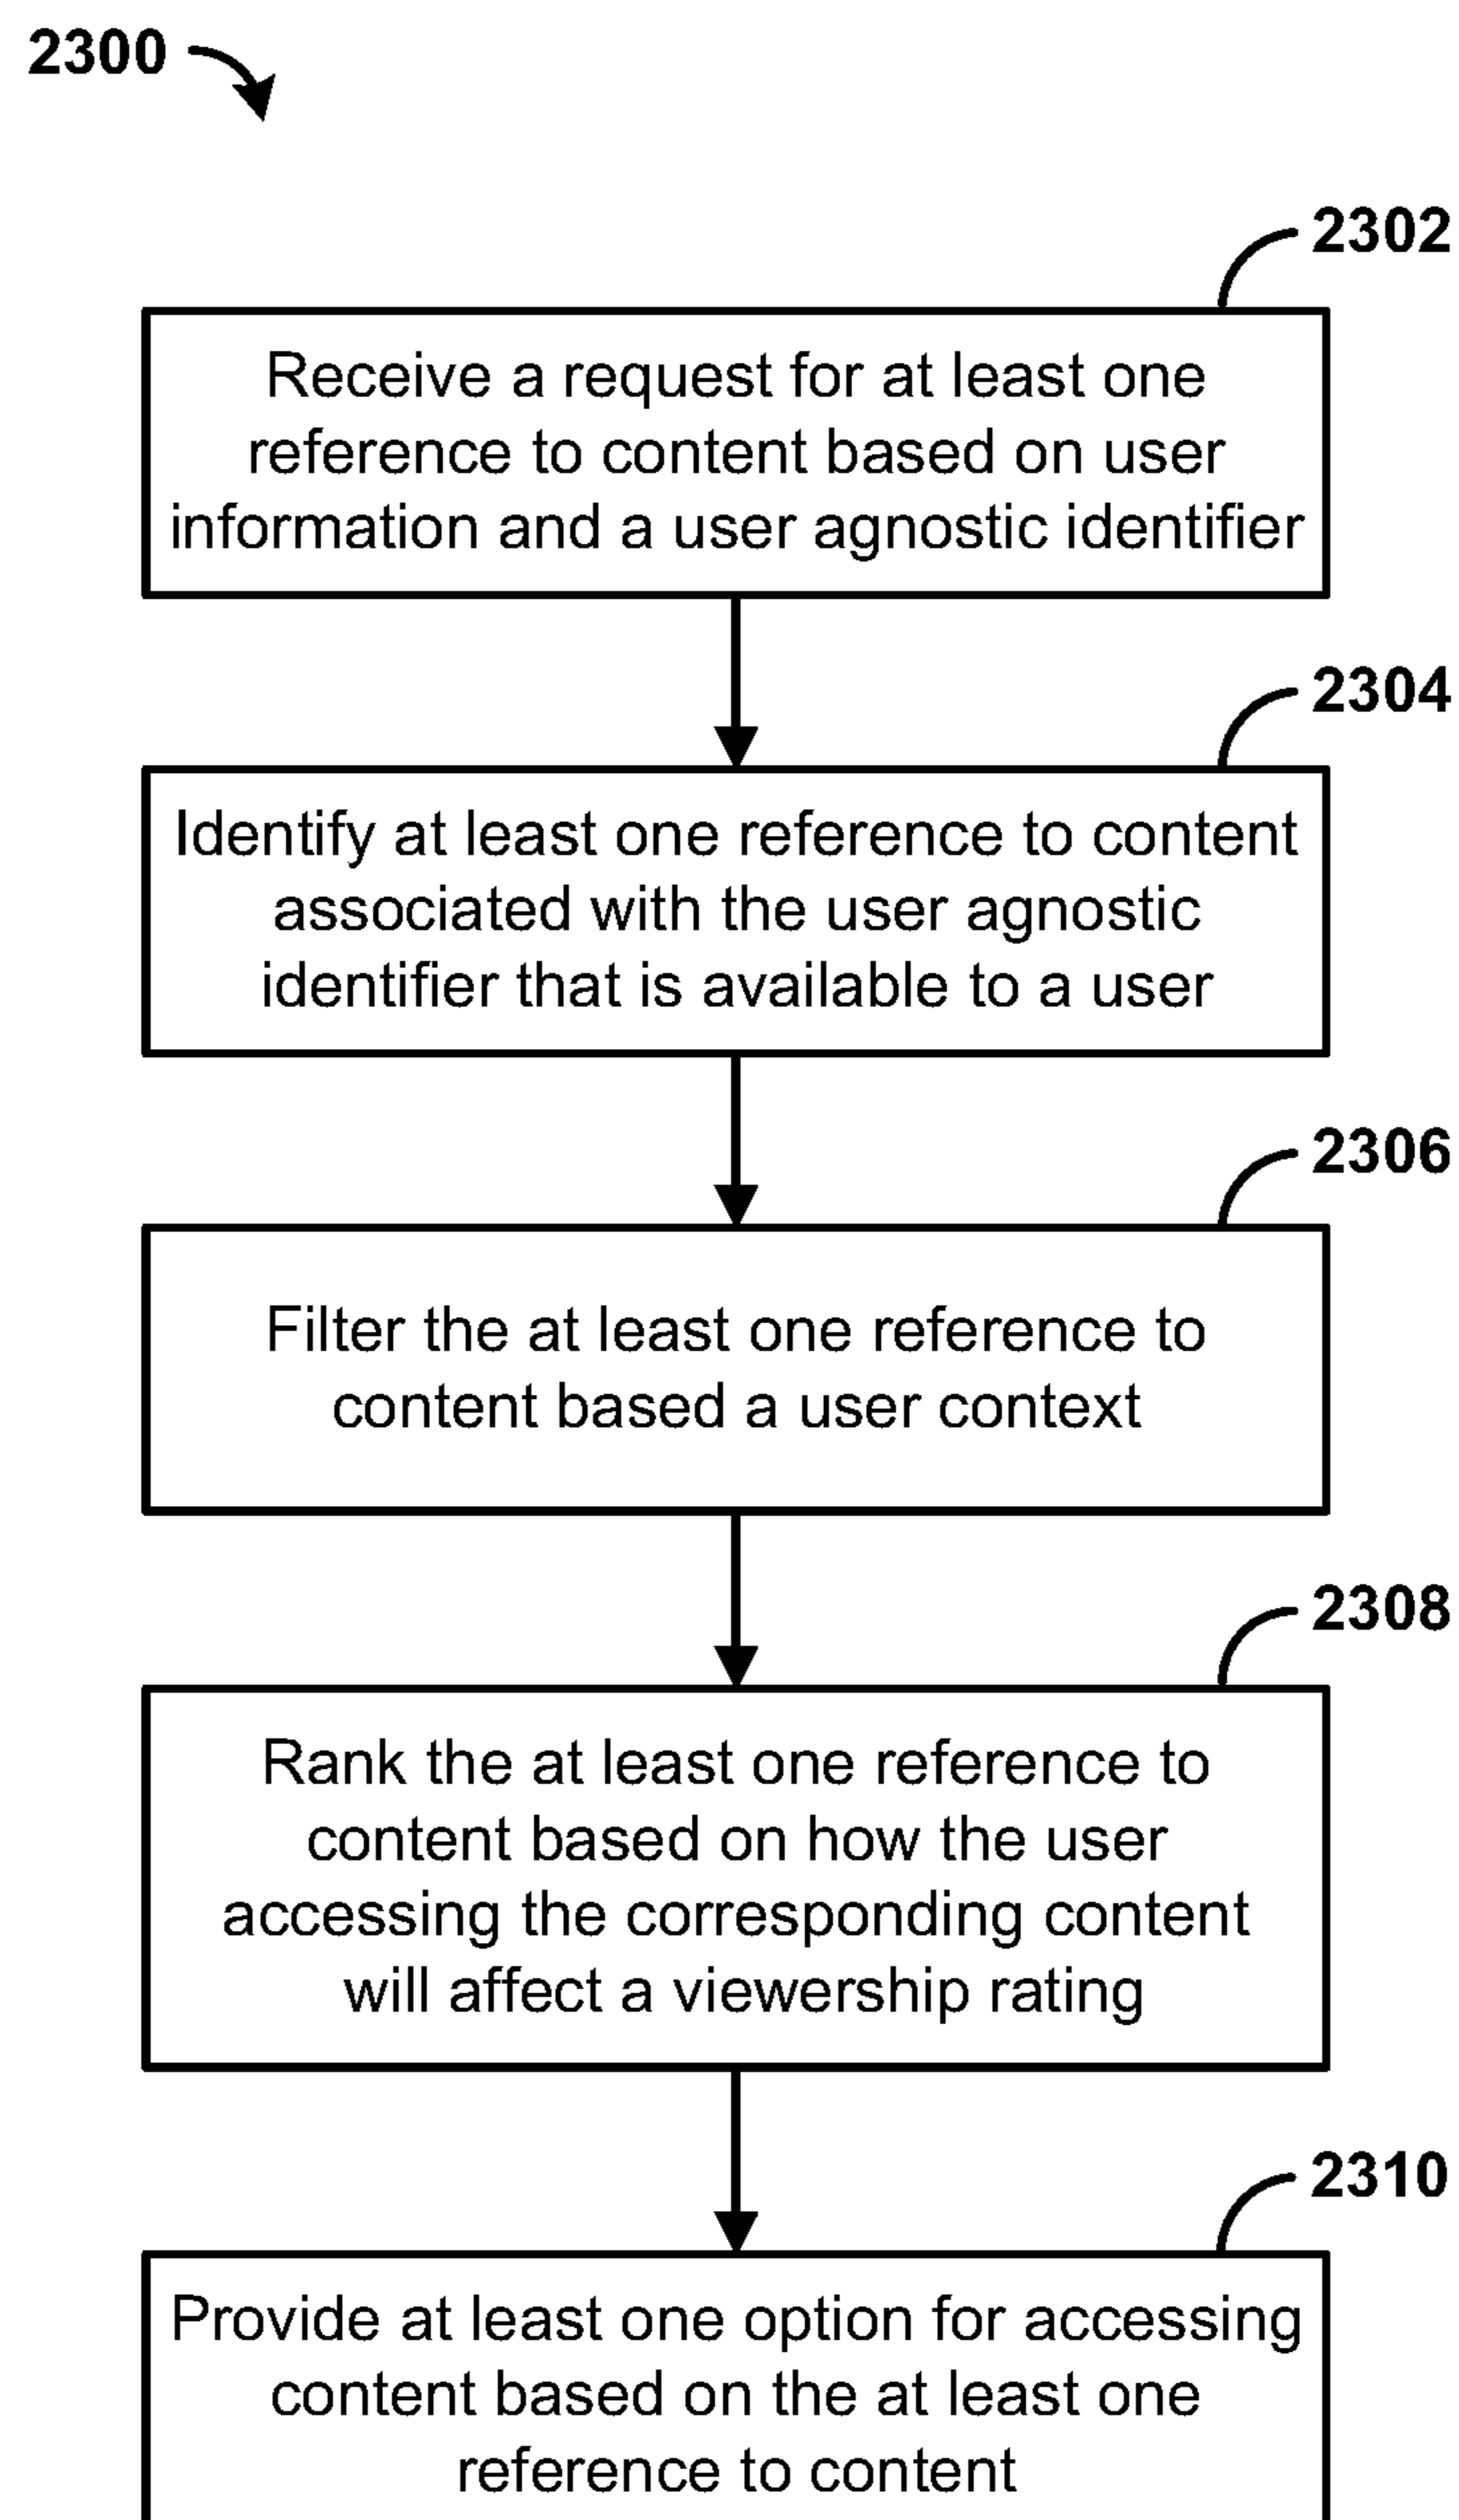 2300
2302
Receive a request for at least one
reference to content based on user
information and a user agnostic identifier
2304
Identify at least one reference to content
associated with the user agnostic
identifier that is available to a user
2306
Filter the at least one reference to
content based a user context
2308
Rank the at least one reference to
content based on how the user
accessing the corresponding content
will affect a viewership rating
2310
Provide at least one option for accessing
content based on the at least one
reference to content